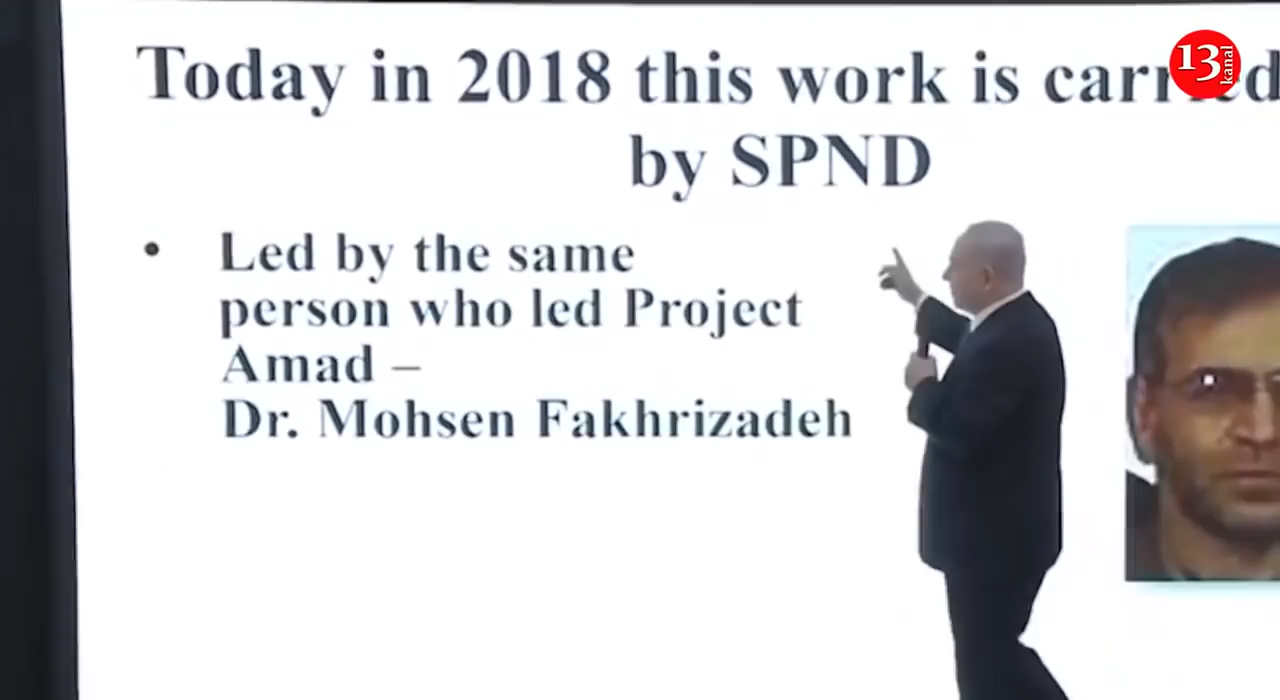 Today in 2018 this work is carried
by SPND
• Led by the same
person who led Project
Amad –
Dr. Mohsen Fakhrizadeh
13
kanal